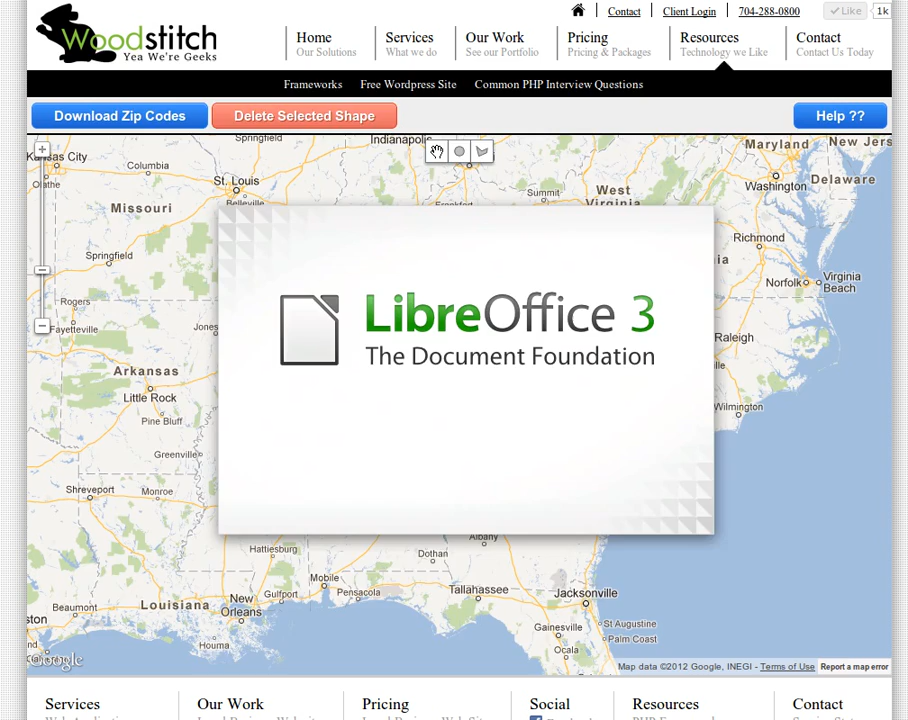 Contact
Client Login
704-288-0800
Like
1k
Woodstitch
Yea We're Geeks
Home
Our Solutions
Services
What we do
Our Work
See our Portfolio
Pricing
Pricing & Packages
Resources
Technology we Like
Contact
Contact Us Today
Frameworks
Free Wordpress Site
Common PHP Interview Questions
Download Zip Codes
Delete Selected Shape
Help ??
Springfield
Indianapolis
Maryland
New Jers
Kansas City
Olathe
Columbia
St. Louis
Belleville
Frankfort
Summit
West
Virginia
Washington
Delaware
Missouri
Springfield
Richmond
Norfolk
Virginia
Beach
Rogers
Fayetteville
Jones
Raleigh
Arkansas
Little Rock
Pine Bluff
Wilmington
Greenville
Shreveport
Monroe
LibreOffice 3
The Document Foundation
Hattiesburg
Albany
Dothan
Mobile
Gulfport
Pensacola
Tallahassee
Jacksonville
Beaumont
Louisiana
New
Orleans
Houma
Gainesville
St Augustine
Palm Coast
Ocala
ston
Google
Map data ©2012 Google, INEGI - Terms of Use
Report a map error
Services
Our Work
Pricing
Social
Resources
Contact